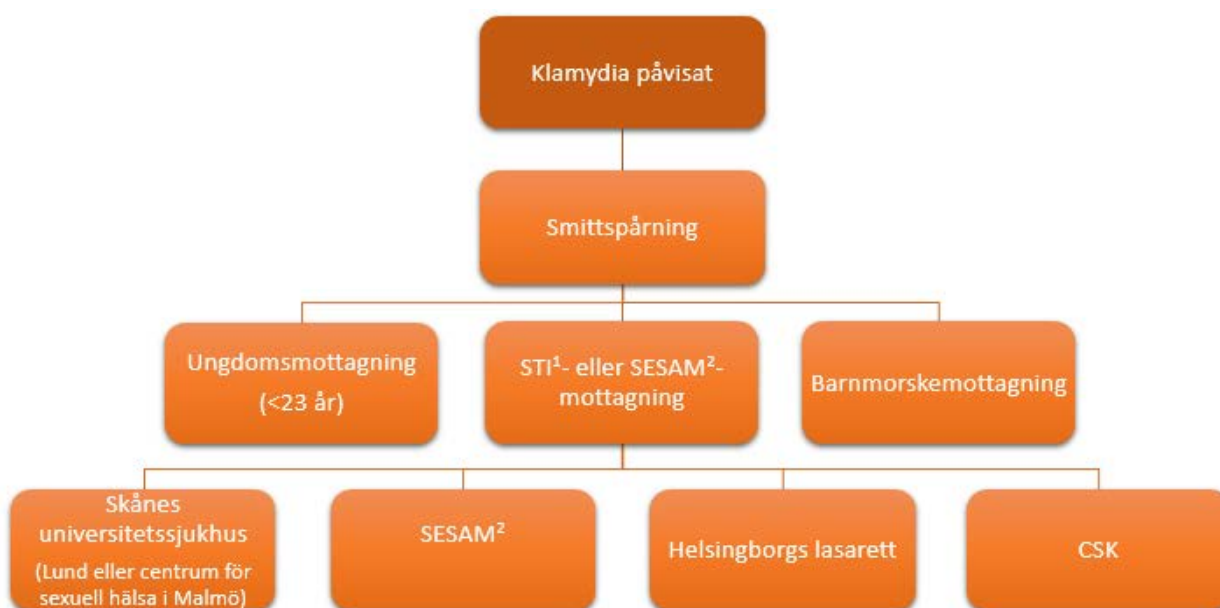 Klamydia påvisat
Smittspårning
Ungdomsmottagning
(<23 år)
STI¹- eller SESAM²-
mottagning
Barnmorskemottagning
Skånes
universitetssjukhus
(Lund eller centrum för
sexuell hälsa i Malmö)
SESAM²
Helsingborgs lasarett
CSK